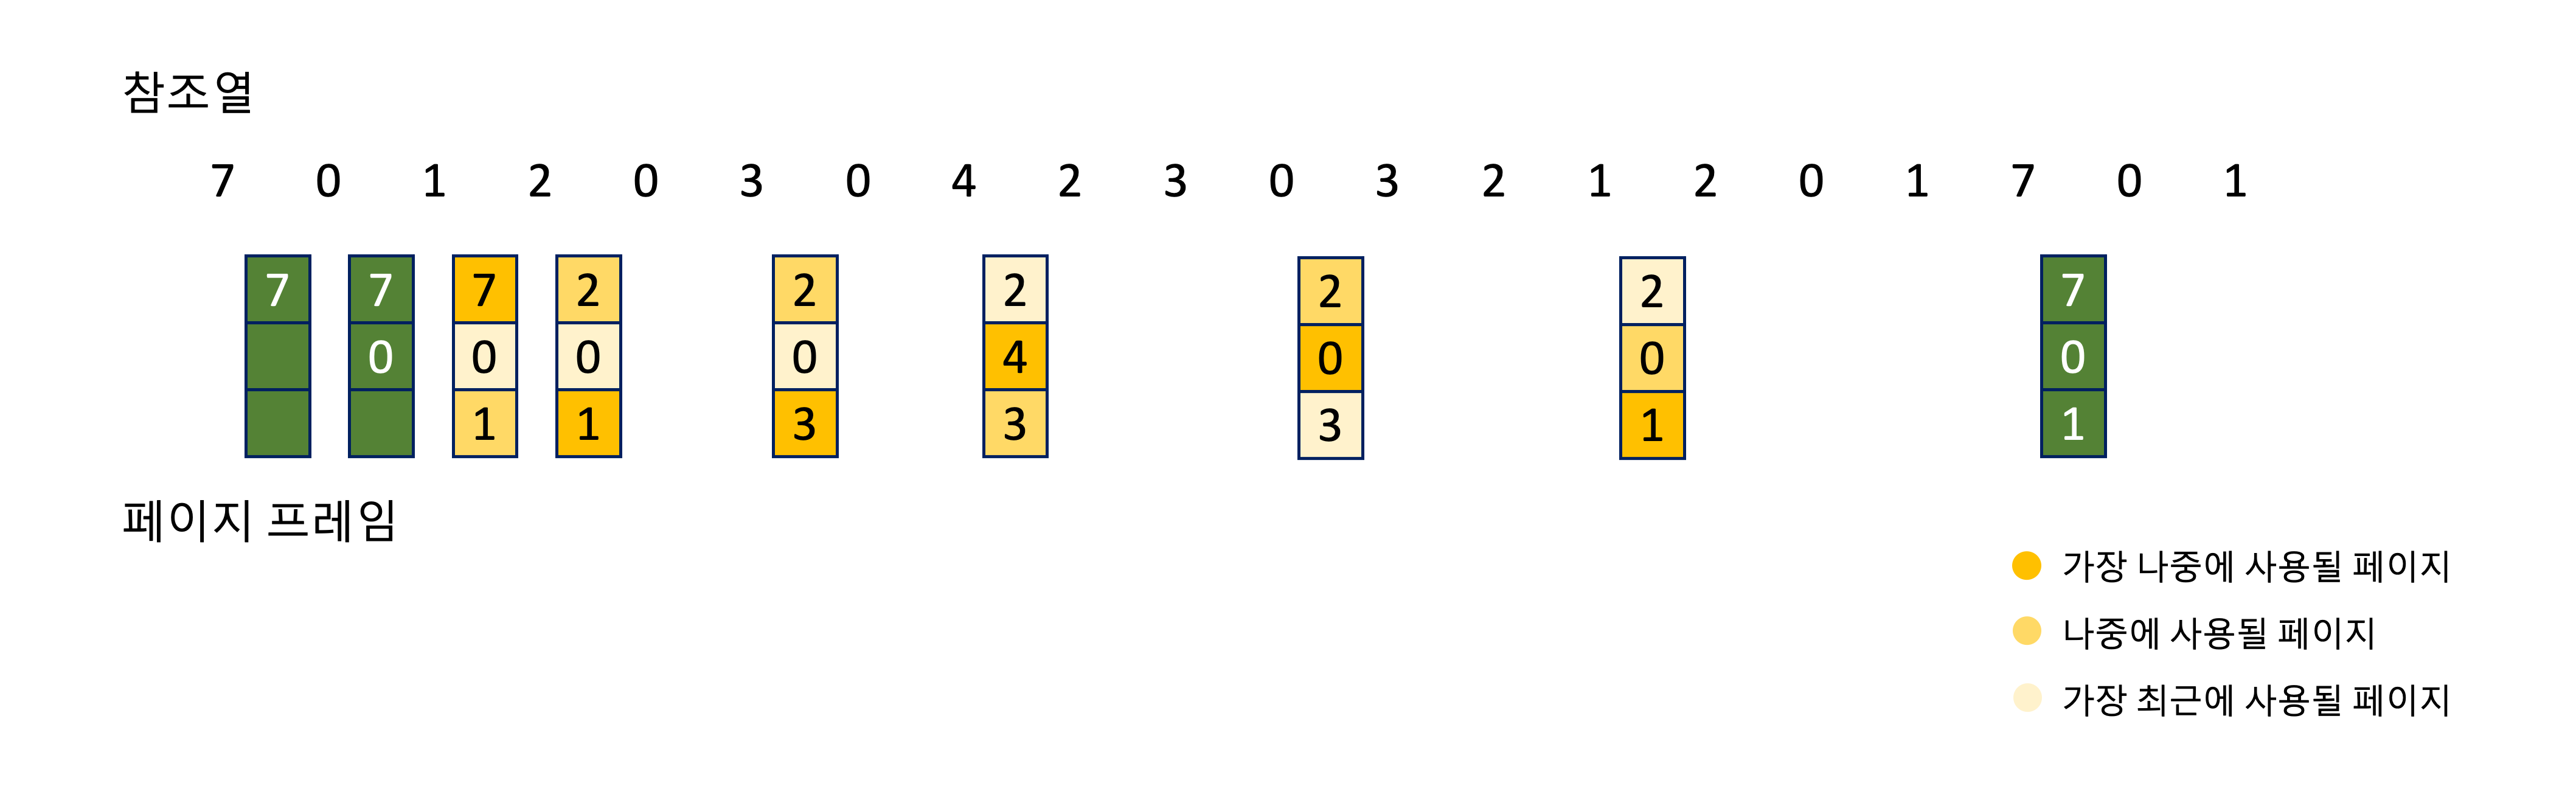 참조열
7 0 1 2 0 3 0 4 2 3 0 3 2 1 2 0 1 7 0 1
7 7 7 2 2 2 2 2 7
0 0 0 0 4 0 0 0
1 1 3 3 3 1 1
페이지 프레임
가장 나중에 사용될 페이지
나중에 사용될 페이지
가장 최근에 사용될 페이지